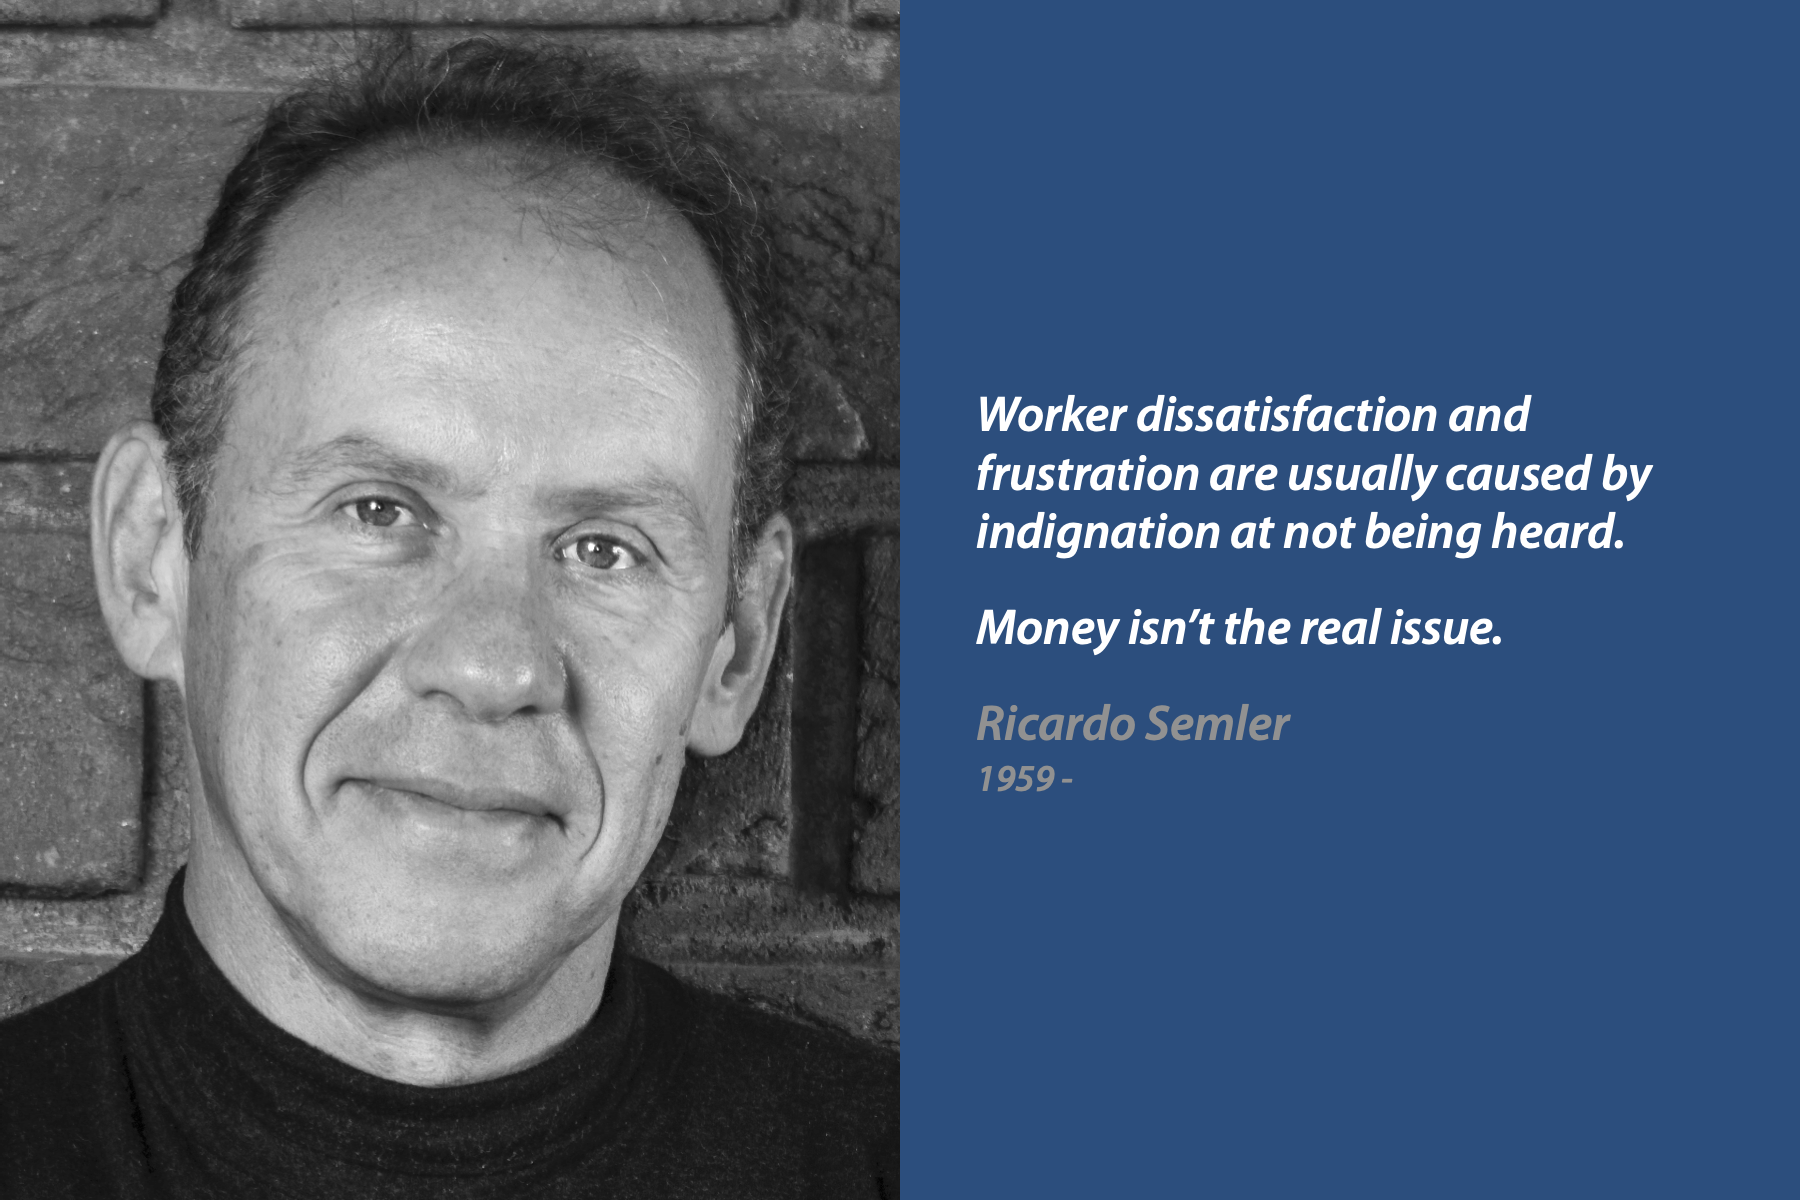 Worker dissatisfaction and
frustration are usually caused by
indignation at not being heard.
Money isn’t the real issue.
Ricardo Semler
1959 -